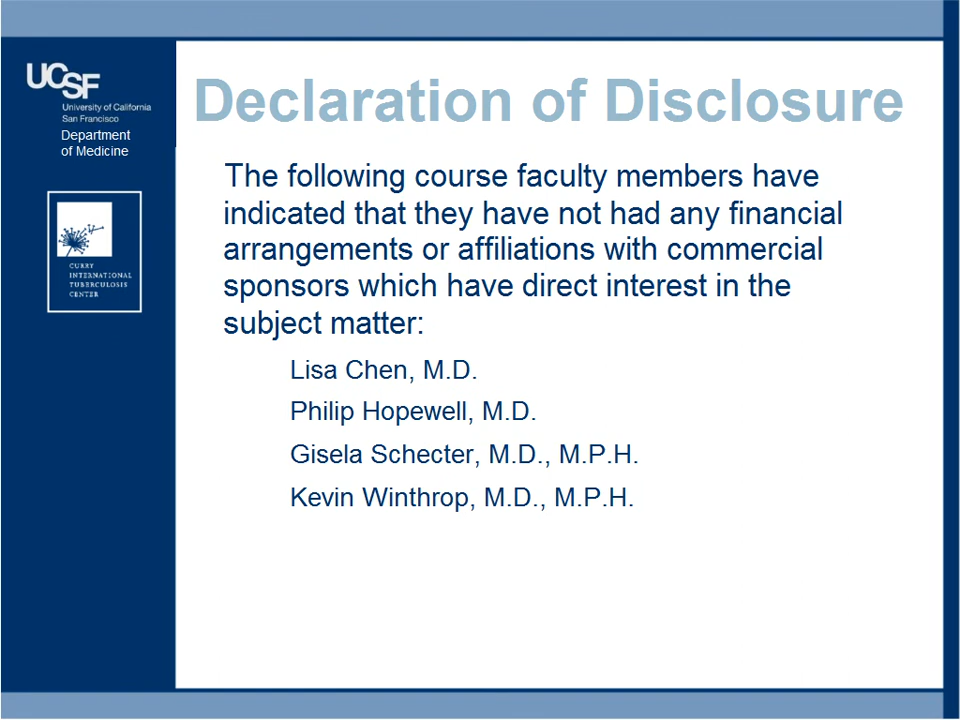 UCSF
University of California
San Francisco
Department
of Medicine
CURRY
INTERNATIONAL
TUBERCULOSIS
CENTER
Declaration of Disclosure
The following course faculty members have
indicated that they have not had any financial
arrangements or affiliations with commercial
sponsors which have direct interest in the
subject matter:
Lisa Chen, M.D.
Philip Hopewell, M.D.
Gisela Schecter, M.D., M.P.H.
Kevin Winthrop, M.D., M.P.H.